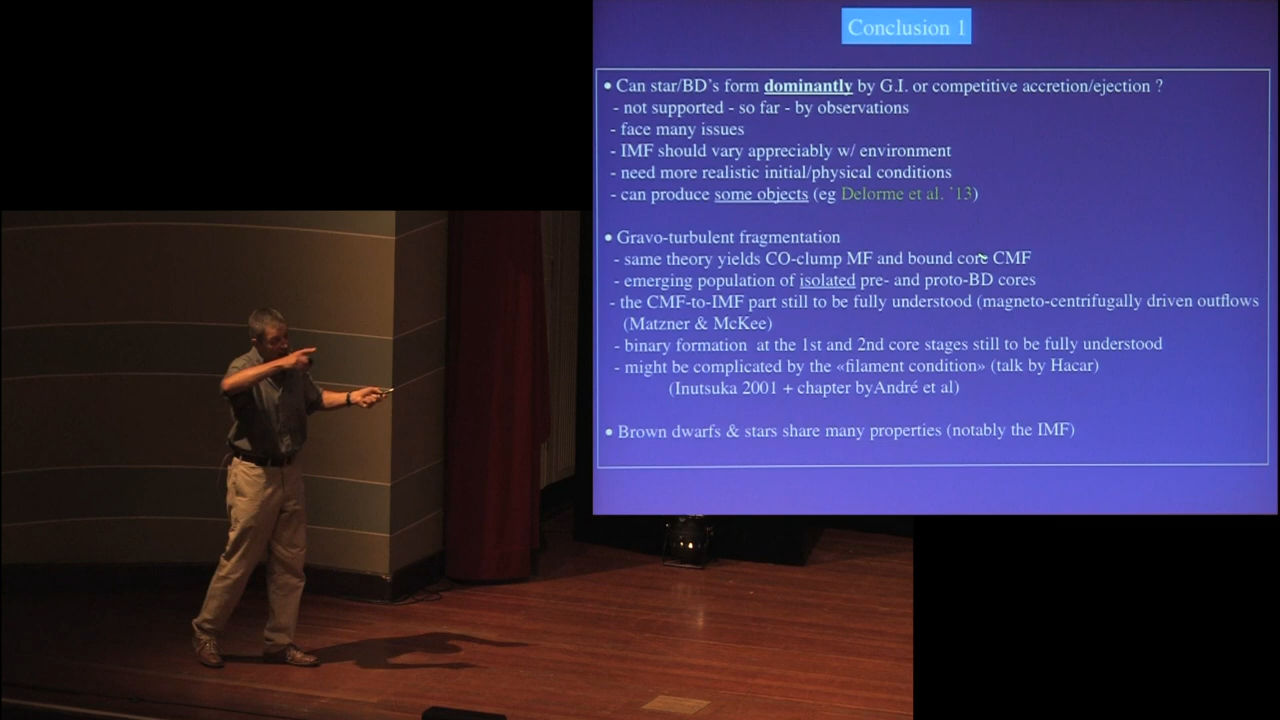 Conclusion 1
• Can star/BD's form dominantly by G.I. or competitive accretion/ejection ?
- not supported - so far - by observations
- face many issues
- IMF should vary appreciably w/ environment
- need more realistic initial/physical conditions
- can produce some objects (eg Delorme et al. '13)
• Gravo-turbulent fragmentation
- same theory yields CO-clump MF and bound core CMF
- emerging population of isolated pre- and proto-BD cores
- the CMF-to-IMF part still to be fully understood (magneto-centrifugally driven outflows
(Matzner & McKee)
- binary formation at the 1st and 2nd core stages still to be fully understood
- might be complicated by the «filament condition» (talk by Hacar)
(Inutsuka 2001 + chapter byAndré et al)
• Brown dwarfs & stars share many properties (notably the IMF)